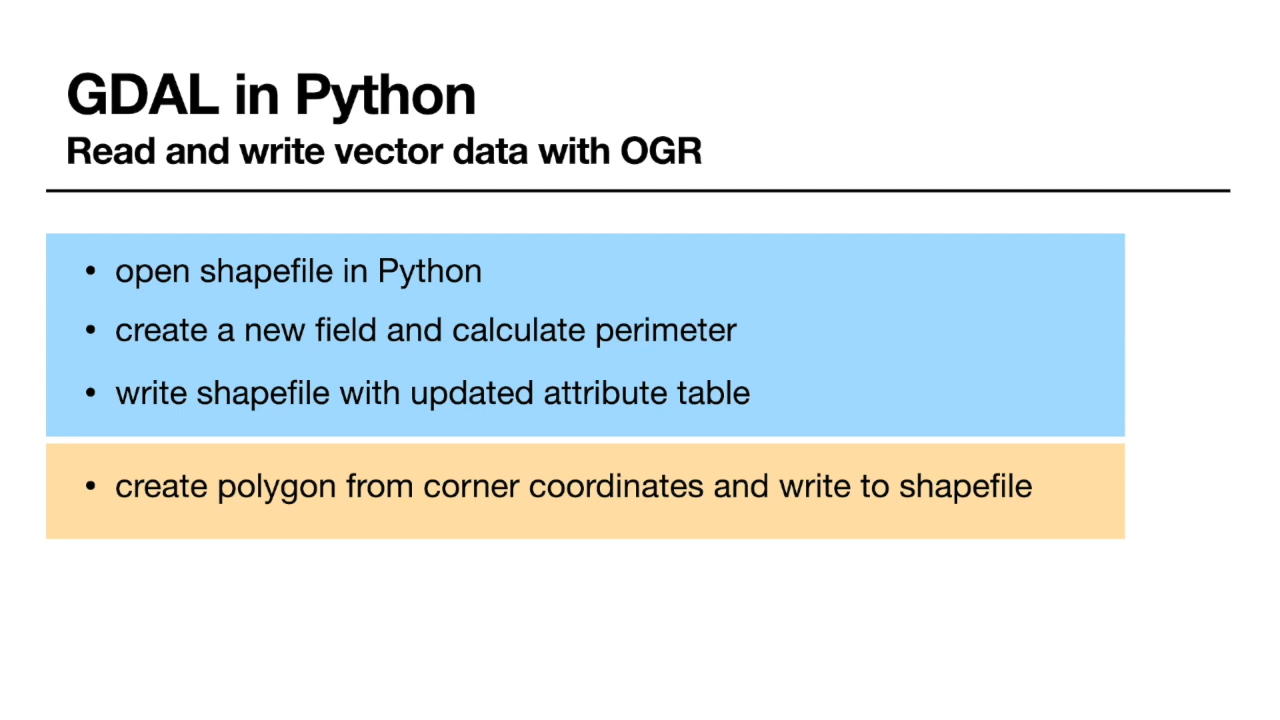 GDAL in Python
Read and write vector data with OGR
• open shapefile in Python
• create a new field and calculate perimeter
• write shapefile with updated attribute table
• create polygon from corner coordinates and write to shapefile